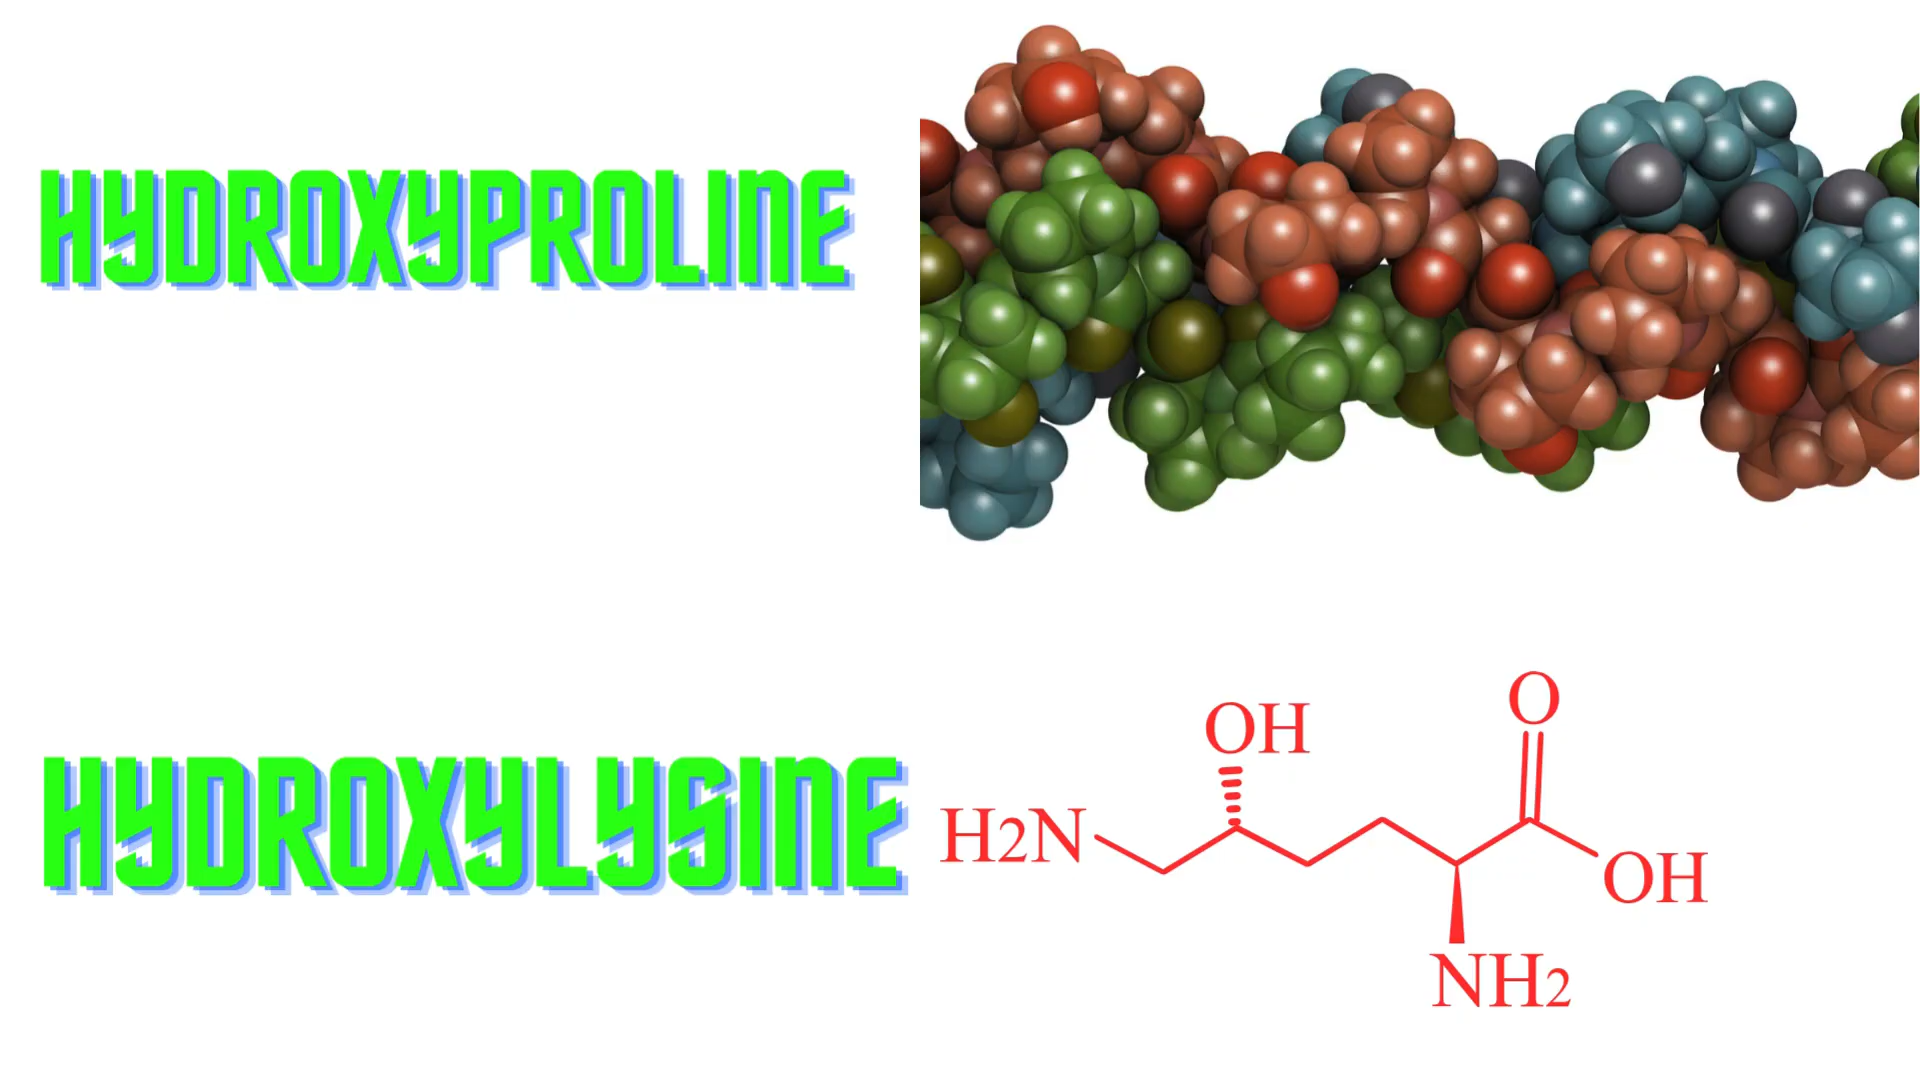 HYDROXYPROLINE
HYDROXYLYSINE
O
OH
H2N
OH
NH2